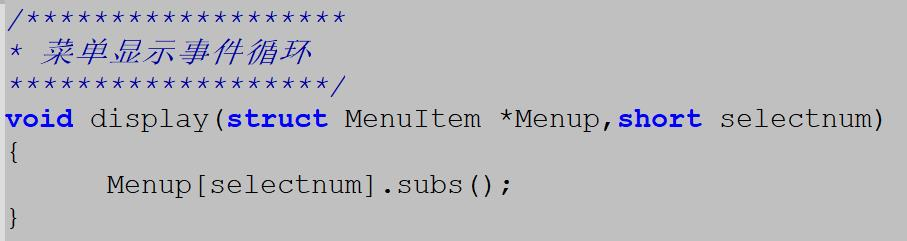 /*******************
* 菜单显示事件循环
*******************/
void display(struct MenuItem *Menup,short selectnum)
{
Menup[selectnum].subs();
}